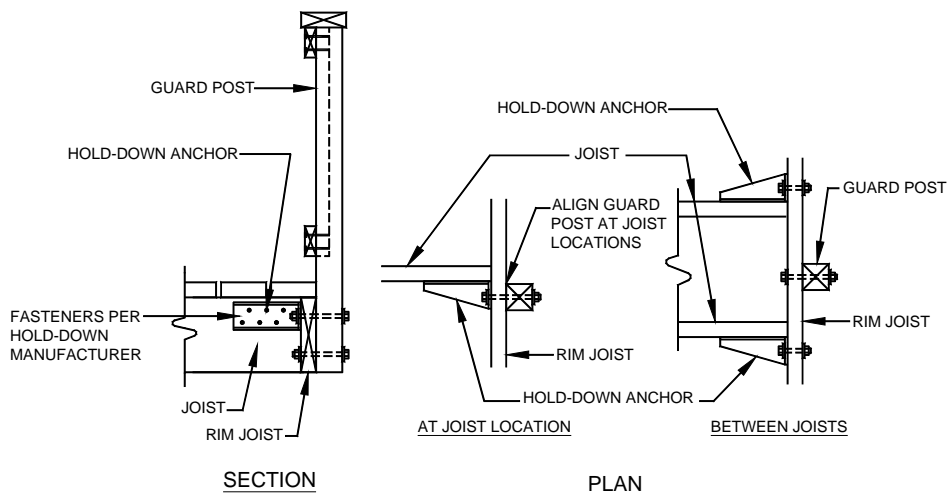 GUARD POST
HOLD-DOWN ANCHOR
FASTENERS PER
HOLD-DOWN
MANUFACTURER
JOIST
RIM JOIST
SECTION
JOIST
ALIGN GUARD
POST AT JOIST
LOCATIONS
RIM JOIST
HOLD-DOWN ANCHOR
AT JOIST LOCATION
HOLD-DOWN ANCHOR
GUARD POST
RIM JOIST
BETWEEN JOISTS
PLAN